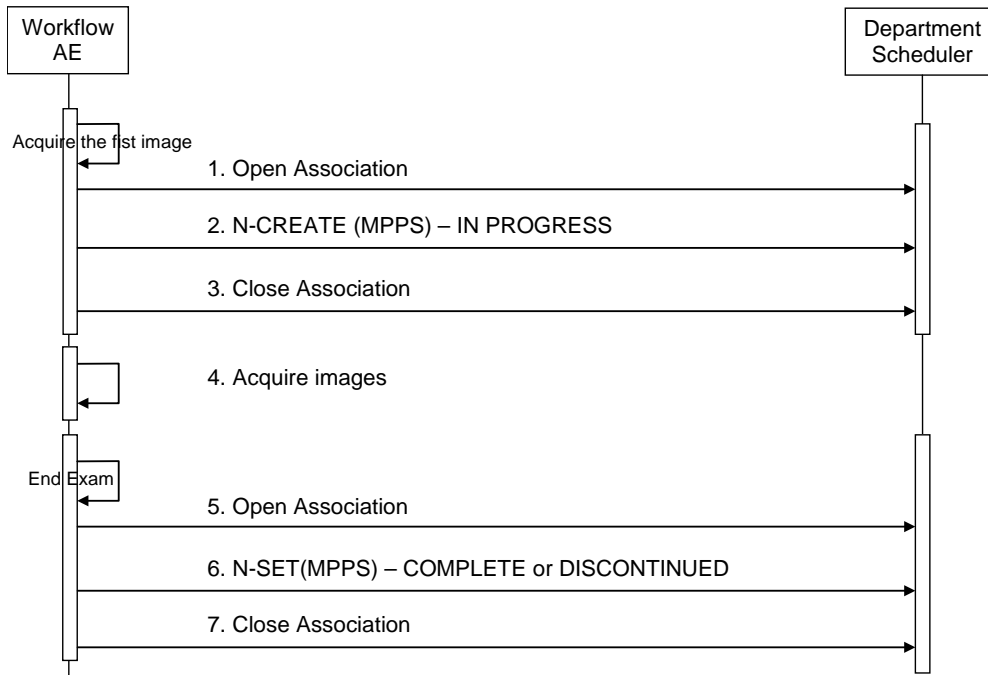 Workflow
AE
Department
Scheduler
Acquire the fist image
1. Open Association
2. N-CREATE (MPPS) – IN PROGRESS
3. Close Association
4. Acquire images
End Exam
5. Open Association
6. N-SET(MPPS) – COMPLETE or DISCONTINUED
7. Close Association